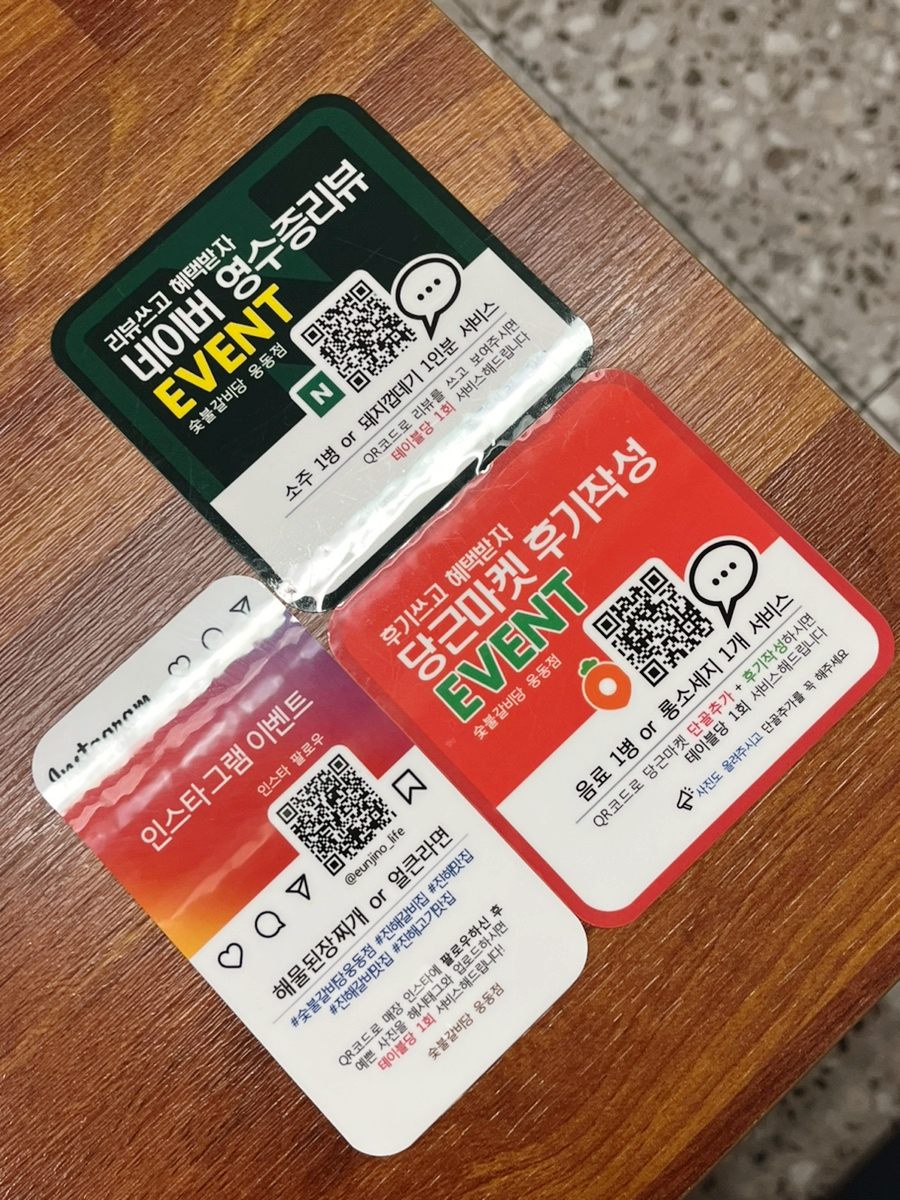 리뷰쓰고 혜택받자
네이버 영수증리뷰
EVENT
숯불갈비당 웅동점
N
소주 1병 or 돼지껍데기 1인분 서비스
QR코드로 리뷰를 쓰고 보여주시면
테이블당 1회 서비스해드립니다
후기쓰고 혜택받자
당근마켓 후기작성
EVENT
숯불갈비당 웅동점
음료 1병 or 롱소세지 1개 서비스
QR코드로 당근마켓 단골추가 + 후기작성하시면
테이블당 1회 서비스해드립니다
사진도 올려주시고 단골추가를 꼭 해주세요
Instagram
인스타그램 이벤트
인스타 팔로우
@eunjino_life
해물된장찌개 or 얼큰라면
#숯불갈비당웅동점 #진해갈비집 #진해맛집
#진해갈비맛집 #진해고기맛집
QR코드로 매장 인스타에 팔로우하신 후
예쁜 사진을 해시태그와 업로드하시면
테이블당 1회 서비스해드립니다!
숯불갈비당 웅동점